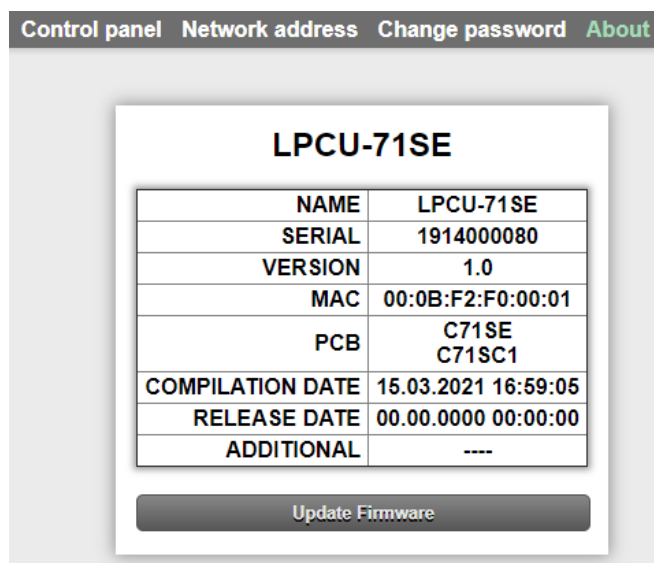 Control panel Network address Change password About
LPCU-71SE
NAME LPCU-71SE
SERIAL 1914000080
VERSION 1.0
MAC 00:0B:F2:F0:00:01
PCB C71SE
C71SC1
COMPILATION DATE 15.03.2021 16:59:05
RELEASE DATE 00.00.0000 00:00:00
ADDITIONAL ----
Update Firmware